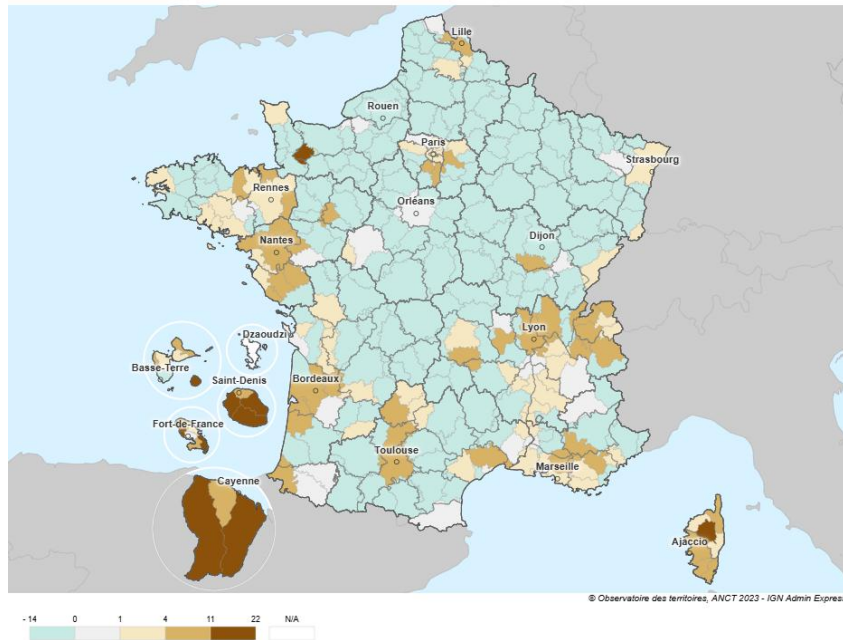 Lille
Rouen
Paris
Strasbourg
Rennes
Orléans
Nantes
Dijon
Dzaoudzi
Lyon
Basse-Terre
Saint-Denis
Bordeaux
Fort-de-France
Toulouse
Marseille
Cayenne
Ajaccio
© Observatoire des territoires, ANCT 2023 - IGN Admin Express
- 14 0 1 4 11 22 N/A